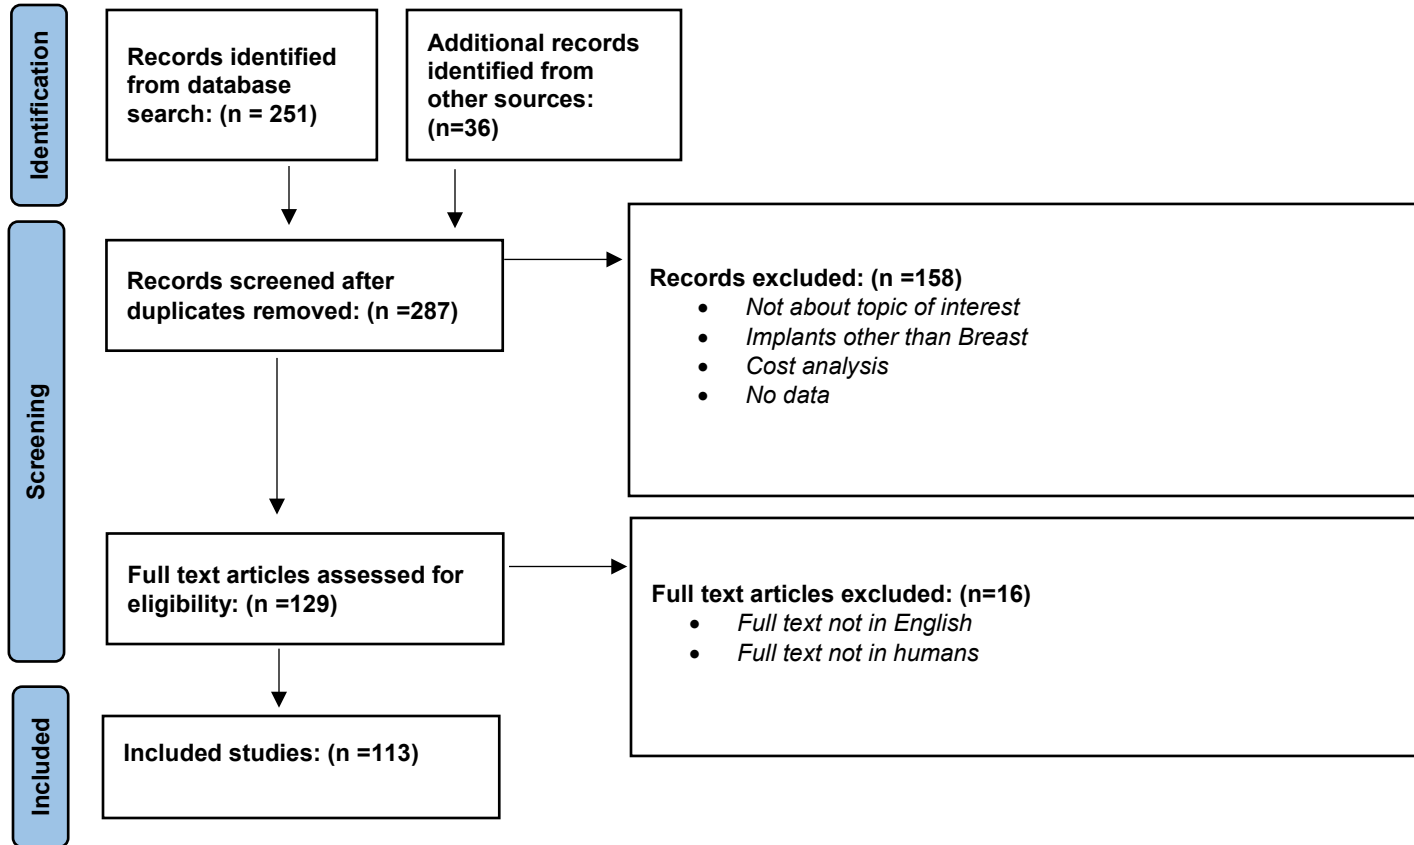 Identification
Records identified
from database
search: (n = 251)
Additional records
identified from
other sources:
(n=36)
Screening
Records screened after
duplicates removed: (n =287)
Records excluded: (n =158)
• Not about topic of interest
• Implants other than Breast
• Cost analysis
• No data
Full text articles assessed for
eligibility: (n =129)
Full text articles excluded: (n=16)
• Full text not in English
• Full text not in humans
Included
Included studies: (n =113)